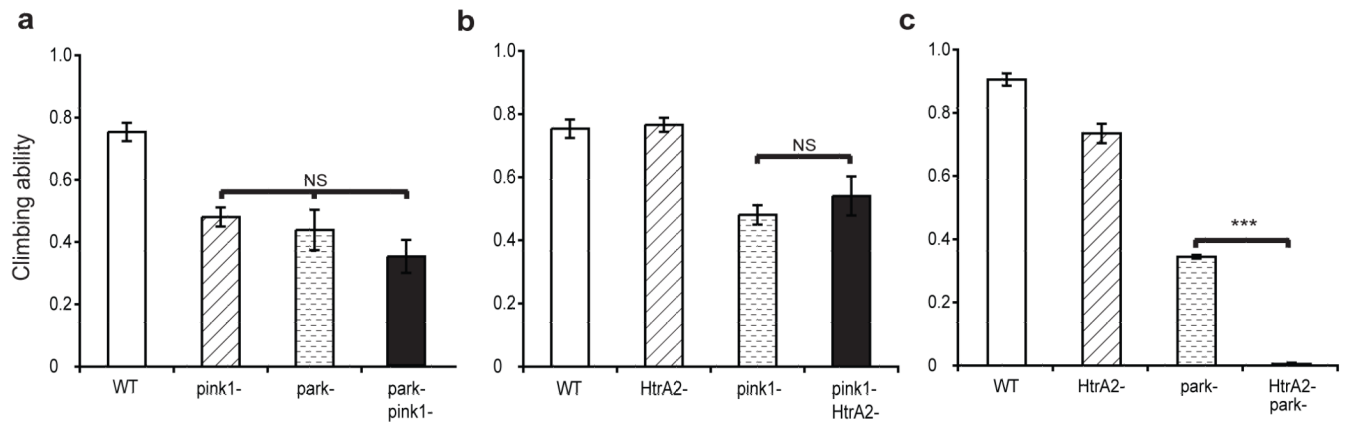 a
1.0
0.8
0.6
0.4
0.2
0
Climbing ability
NS
WT
pink1-
park-
park-
pink1-
b
1.0
0.8
0.6
0.4
0.2
0
NS
WT
HtrA2-
pink1-
pink1-
HtrA2-
c
1.0
0.8
0.6
0.4
0.2
0
***
WT
HtrA2-
park-
HtrA2-
park-